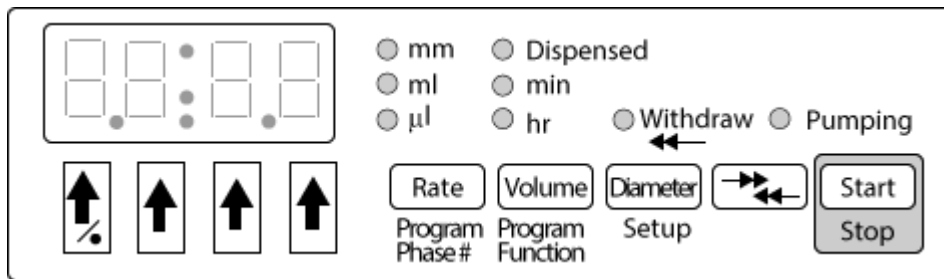 mm
Dispensed
ml
min
µl
hr
Withdraw
Pumping
Rate
Volume
Diameter
Start
Program
Phase #
Program
Function
Setup
Stop